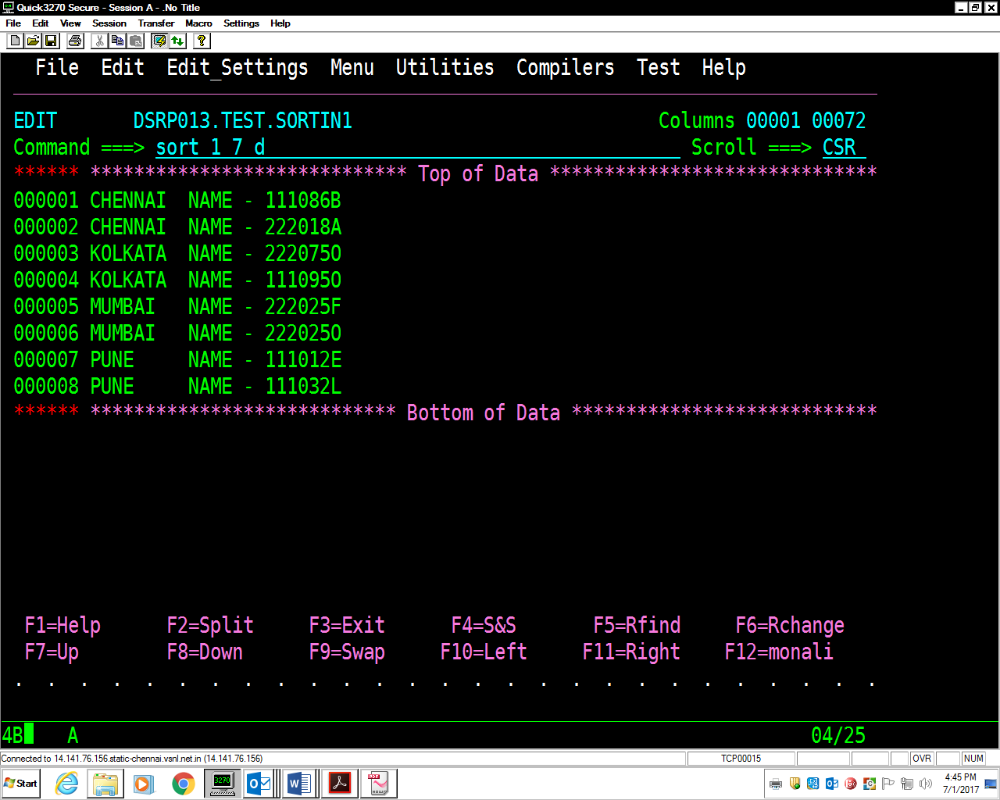 Quick3270 Secure - Session A - .No Title
File Edit View Session Transfer Macro Settings Help
File Edit Edit_Settings Menu Utilities Compilers Test Help
EDIT DSRP013.TEST.SORTIN1 Columns 00001 00072
Command ===> sort 1 7 d Scroll ===> CSR
****** ***************************** Top of Data ******************************
000001 CHENNAI NAME - 111086B
000002 CHENNAI NAME - 222018A
000003 KOLKATA NAME - 222075O
000004 KOLKATA NAME - 111095O
000005 MUMBAI NAME - 222025F
000006 MUMBAI NAME - 222025O
000007 PUNE NAME - 111012E
000008 PUNE NAME - 111032L
****** **************************** Bottom of Data ****************************
F1=Help F2=Split F3=Exit F4=S&S F5=Rfind F6=Rchange
F7=Up F8=Down F9=Swap F10=Left F11=Right F12=monali
. . . . . . . . . . . . . . . . . . . . . . . . . . .
4B A 04/25
Connected to 14.141.76.156.static-chennai.vsnl.net.in (14.141.76.156) TCP00015 OVR NUM
Start 3270 4:45 PM
7/1/2017